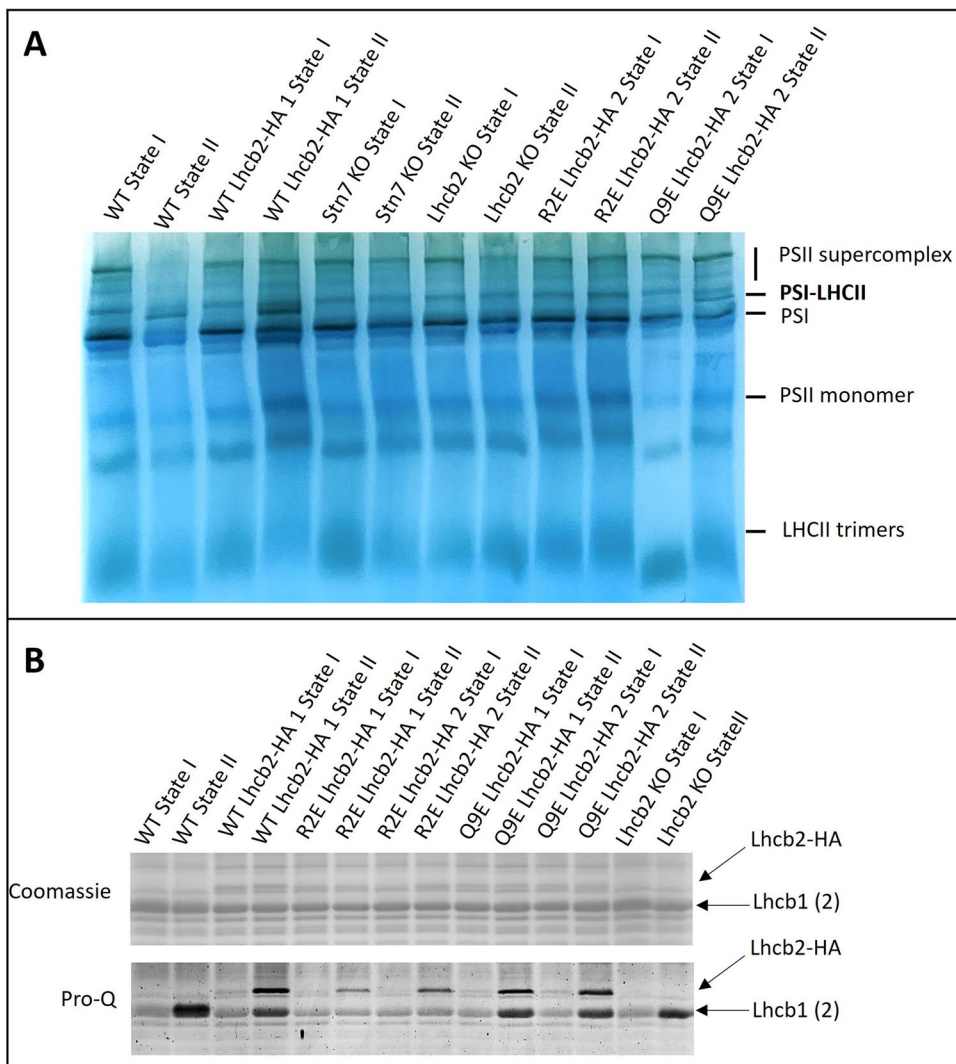 A
WT State I
WT State II
WT Lhcb2-HA 1 State I
WT Lhcb2-HA 1 State II
Stn7 KO State I
Stn7 KO State II
Lhcb2 KO State I
Lhcb2 KO State II
R2E Lhcb2-HA 2 State I
R2E Lhcb2-HA 2 State II
Q9E Lhcb2-HA 2 State I
Q9E Lhcb2-HA 2 State II
PSII supercomplex
PSI-LHCII
PSI
PSII monomer
LHCII trimers
B
WT State I
WT State II
WT Lhcb2-HA 1 State I
WT Lhcb2-HA 1 State II
R2E Lhcb2-HA 1 State I
R2E Lhcb2-HA 1 State II
R2E Lhcb2-HA 2 State I
R2E Lhcb2-HA 2 State II
Q9E Lhcb2-HA 1 State I
Q9E Lhcb2-HA 1 State II
Q9E Lhcb2-HA 2 State I
Q9E Lhcb2-HA 2 State II
Lhcb2 KO State I
Lhcb2 KO StateII
Coomassie
Lhcb2-HA
Lhcb1 (2)
Pro-Q
Lhcb2-HA
Lhcb1 (2)